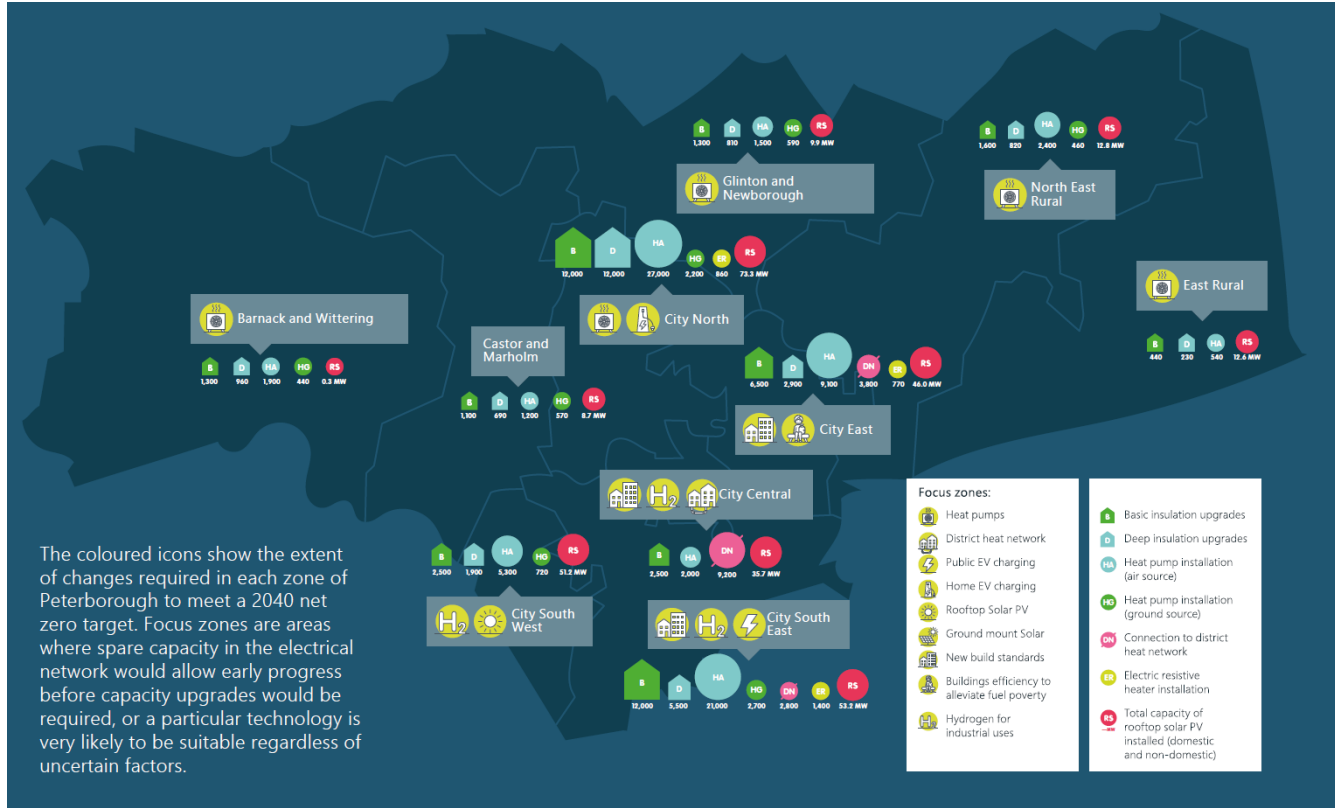 B D HA HG RS
1,300 810 1,500 590 9.9 MW
Glinton and
Newborough
B D HA HG RS
1,600 820 2,400 460 12.8 MW
North East
Rural
B D HA HG ER RS
12,000 12,000 27,000 2,200 860 73.3 MW
City North
East Rural
B D HA HG RS
440 230 540 12.6 MW
Barnack and Wittering
B D HA HG RS
1,300 960 1,900 440 0.3 MW
Castor and
Marholm
B D HA HG RS
1,100 690 1,200 570 8.7 MW
B D HA DN ER RS
6,500 2,900 9,100 3,800 770 46.0 MW
City East
H2 City Central
B HA DN RS
2,500 2,000 9,200 35.7 MW
B D HA HG RS
2,500 1,900 5,300 720 51.2 MW
H2 City South
West
H2 City South
East
B D HA HG DN ER RS
12,000 5,500 21,000 2,700 2,800 1,400 53.2 MW
The coloured icons show the extent
of changes required in each zone of
Peterborough to meet a 2040 net
zero target. Focus zones are areas
where spare capacity in the electrical
network would allow early progress
before capacity upgrades would be
required, or a particular technology is
very likely to be suitable regardless of
uncertain factors.
Focus zones:
Heat pumps
District heat network
Public EV charging
Home EV charging
Rooftop Solar PV
Ground mount Solar
New build standards
Buildings efficiency to
alleviate fuel poverty
H2 Hydrogen for
industrial uses
B Basic insulation upgrades
D Deep insulation upgrades
HA Heat pump installation
(air source)
HG Heat pump installation
(ground source)
DN Connection to district
heat network
ER Electric resistive
heater installation
RS Total capacity of
rooftop solar PV
installed (domestic
and non-domestic)